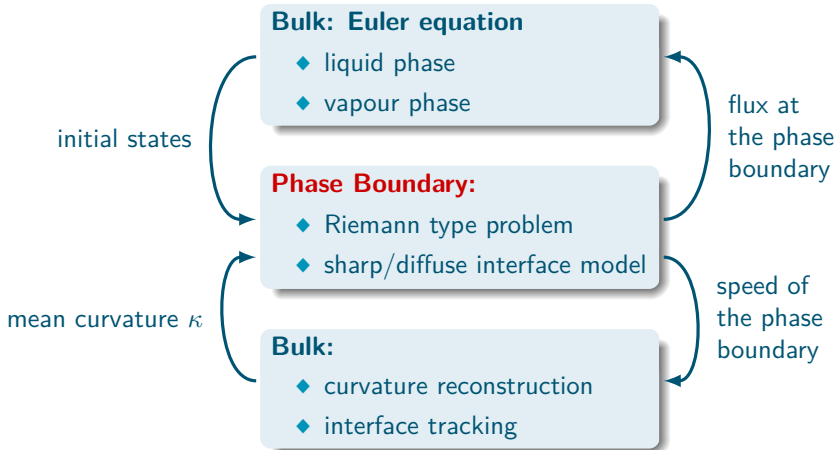 Bulk: Euler equation
◆ liquid phase
◆ vapour phase
initial states
flux at
the phase
boundary
Phase Boundary:
◆ Riemann type problem
◆ sharp/diffuse interface model
mean curvature κ
speed of
the phase
boundary
Bulk:
◆ curvature reconstruction
◆ interface tracking